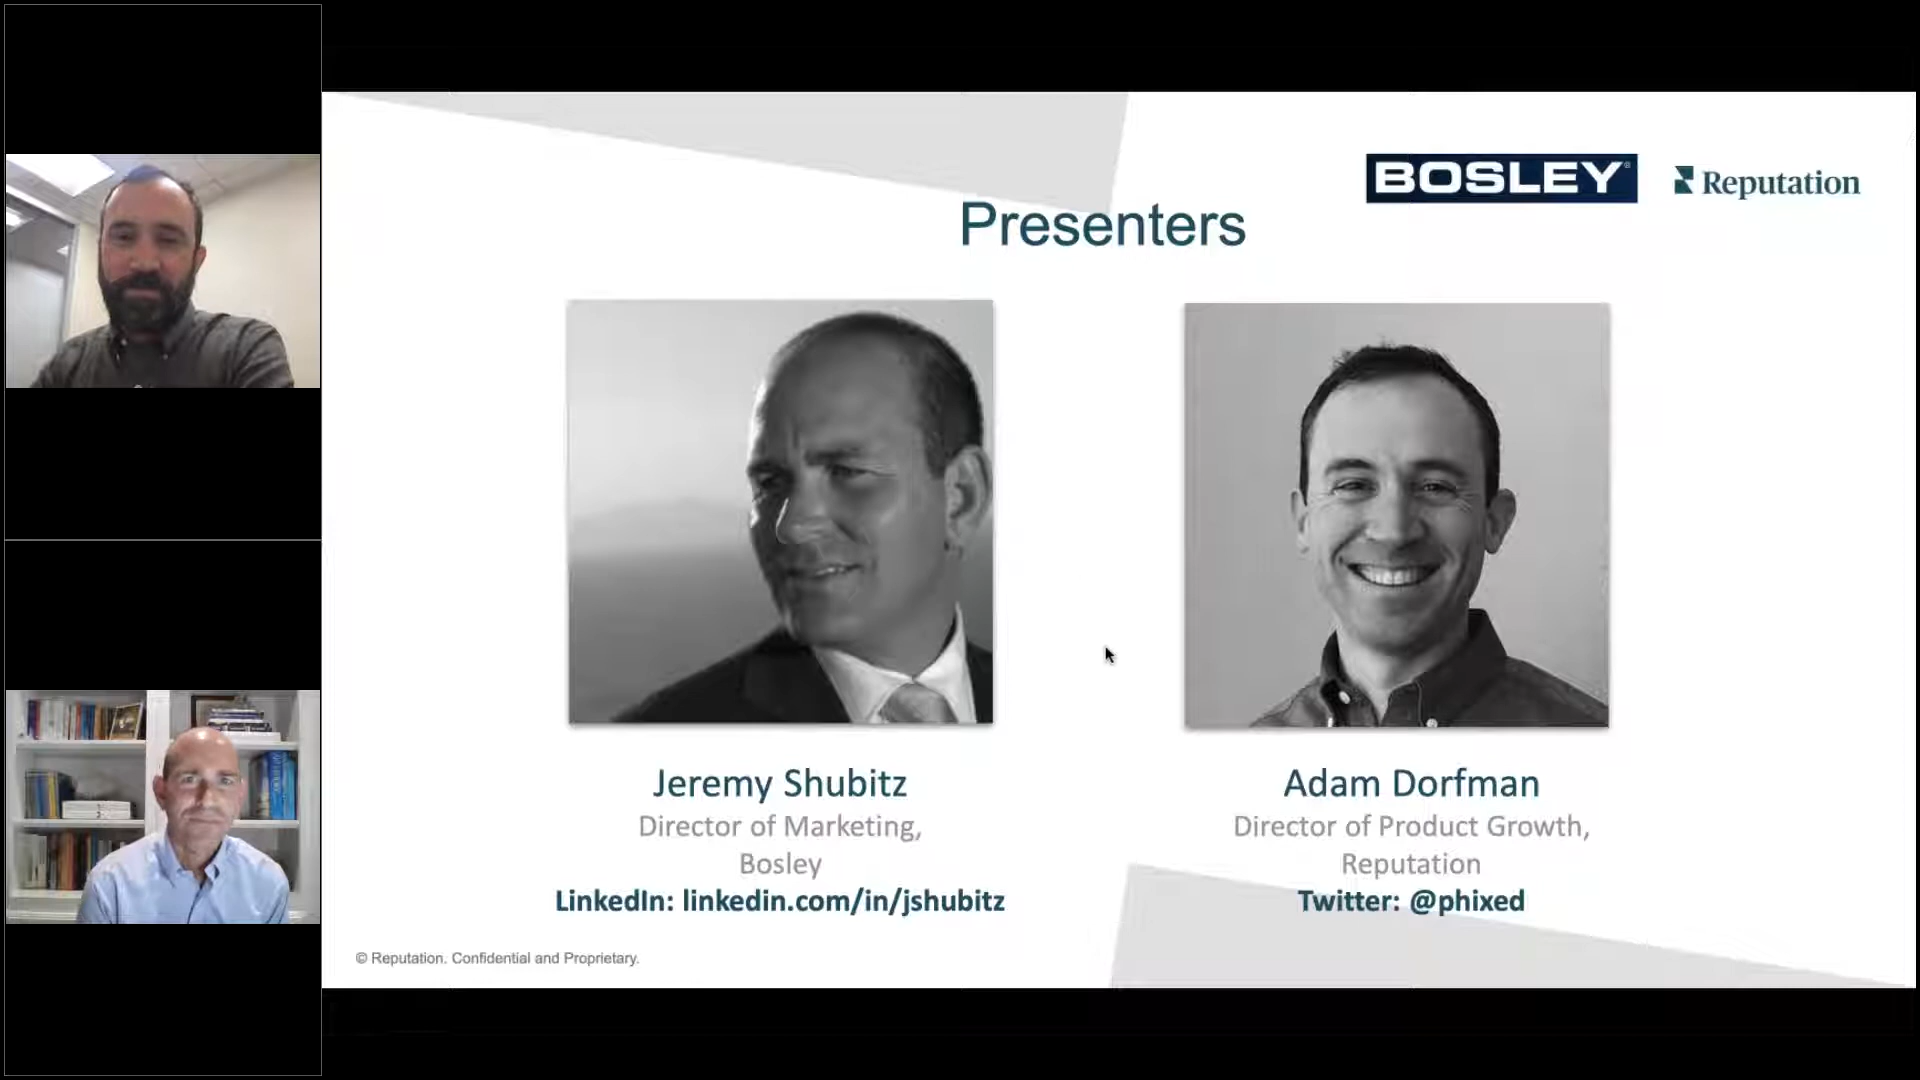 BOSLEY®
Reputation
Presenters
Jeremy Shubitz
Director of Marketing,
Bosley
LinkedIn: linkedin.com/in/jshubitz
Adam Dorfman
Director of Product Growth,
Reputation
Twitter: @phixed
© Reputation. Confidential and Proprietary.